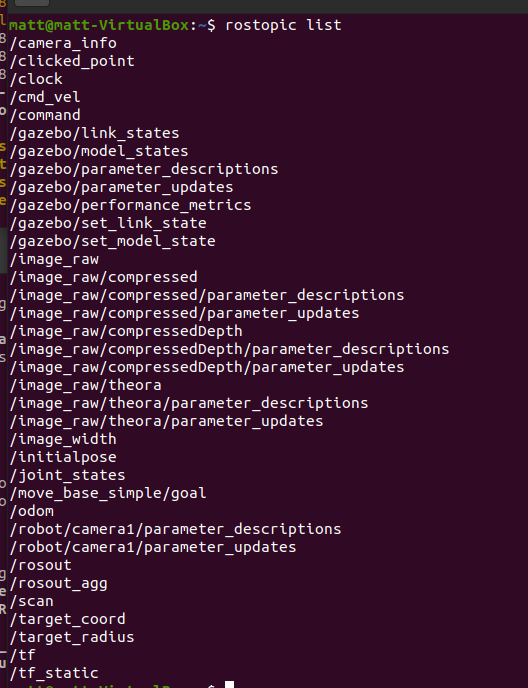 matt@matt-VirtualBox:~$ rostopic list
/camera_info
/clicked_point
/clock
/cmd_vel
/command
/gazebo/link_states
/gazebo/model_states
/gazebo/parameter_descriptions
/gazebo/parameter_updates
/gazebo/performance_metrics
/gazebo/set_link_state
/gazebo/set_model_state
/image_raw
/image_raw/compressed
/image_raw/compressed/parameter_descriptions
/image_raw/compressed/parameter_updates
/image_raw/compressedDepth
/image_raw/compressedDepth/parameter_descriptions
/image_raw/compressedDepth/parameter_updates
/image_raw/theora
/image_raw/theora/parameter_descriptions
/image_raw/theora/parameter_updates
/image_width
/initialpose
/joint_states
/move_base_simple/goal
/odom
/robot/camera1/parameter_descriptions
/robot/camera1/parameter_updates
/rosout
/rosout_agg
/scan
/target_coord
/target_radius
/tf
/tf_static
matt@matt-VirtualBox:~$